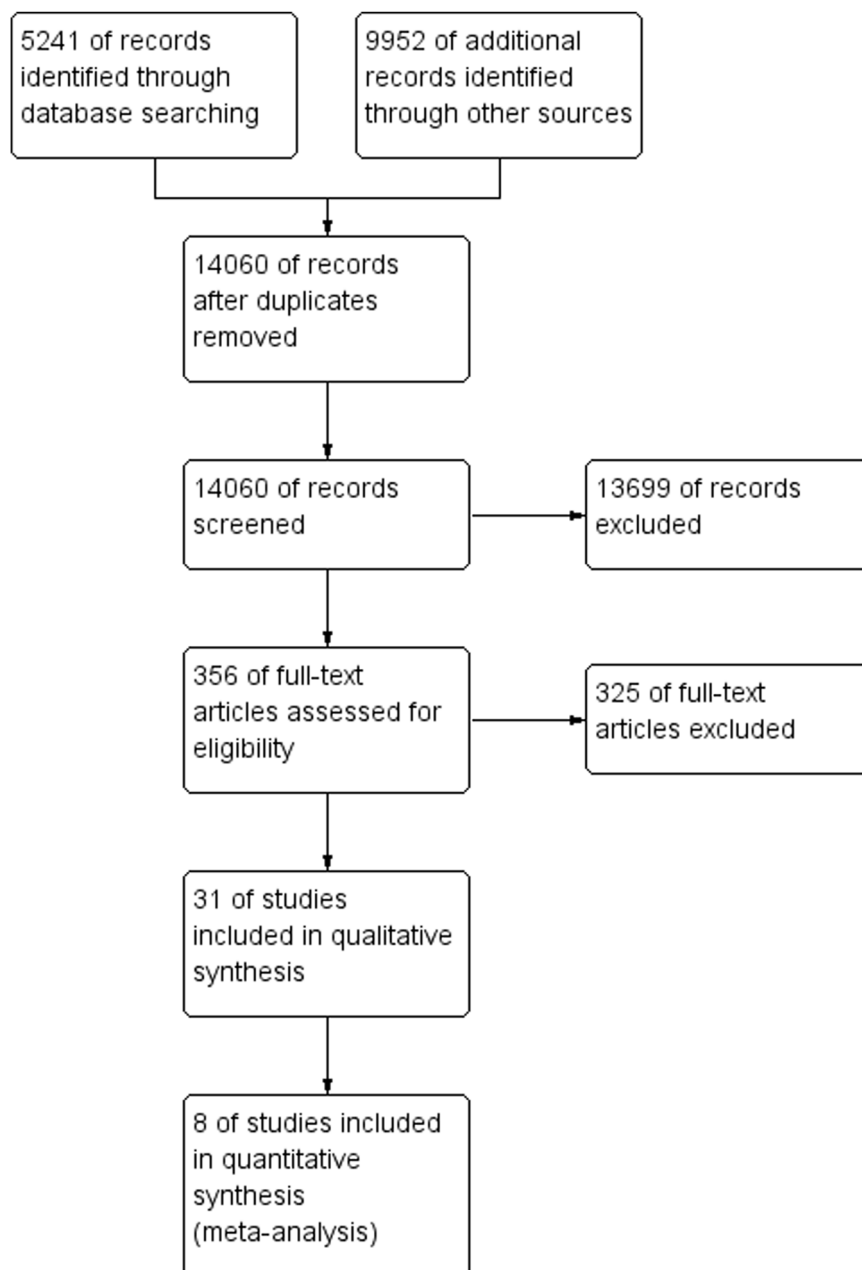 5241 of records
identified through
database searching
9952 of additional
records identified
through other sources
14060 of records
after duplicates
removed
14060 of records
screened
13699 of records
excluded
356 of full-text
articles assessed for
eligibility
325 of full-text
articles excluded
31 of studies
included in qualitative
synthesis
8 of studies included
in quantitative
synthesis
(meta-analysis)